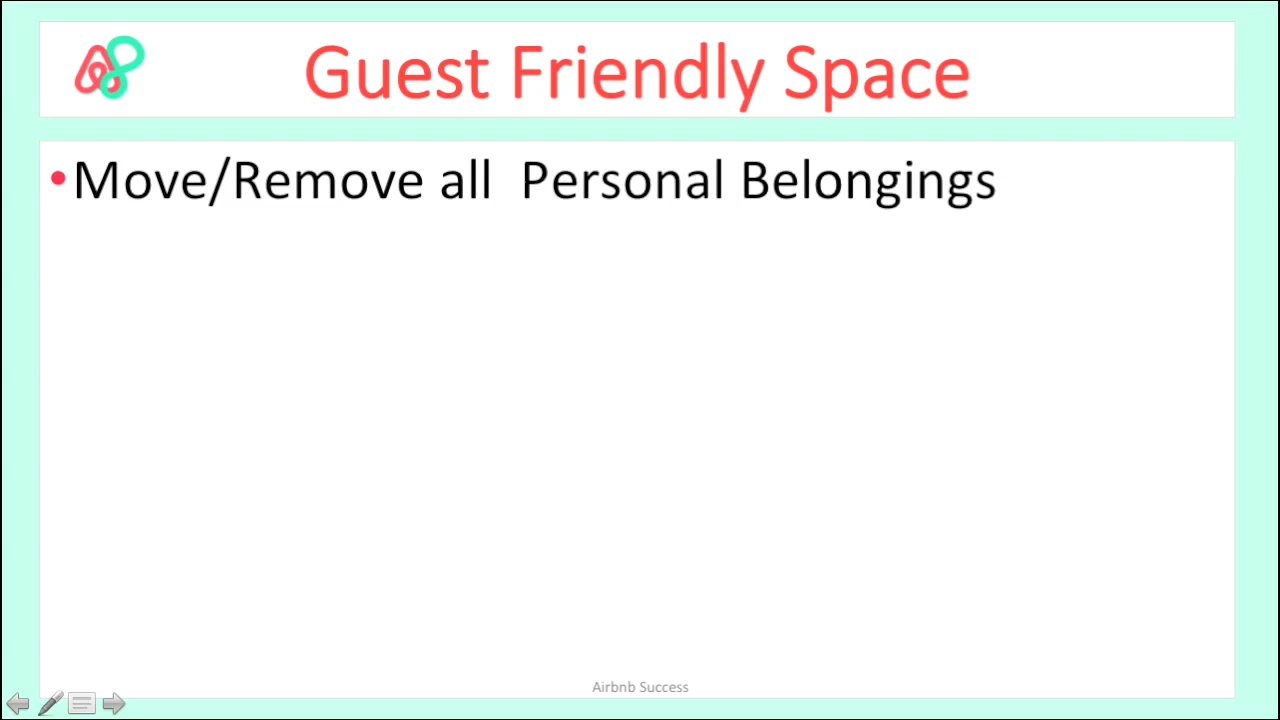 Guest Friendly Space
•Move/Remove all  Personal Belongings
Airbnb Success